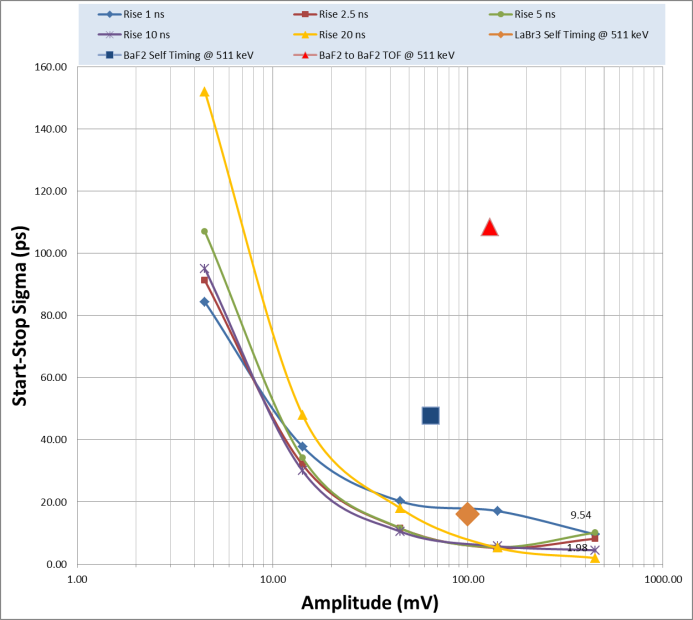 Rise 1 ns Rise 2.5 ns Rise 5 ns
Rise 10 ns Rise 20 ns LaBr3 Self Timing @ 511 keV
BaF2 Self Timing @ 511 keV BaF2 to BaF2 TOF @ 511 keV
160.00
140.00
120.00
100.00
80.00
60.00
40.00
20.00
0.00
Start-Stop Sigma (ps)
9.54
1.98
1.00 10.00 100.00 1000.00
Amplitude (mV)